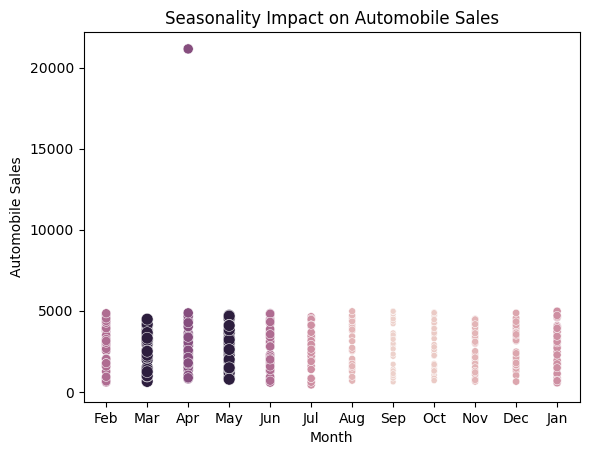 Seasonality Impact on Automobile Sales
20000
15000
10000
5000
0
Automobile Sales
Feb Mar Apr May Jun Jul Aug Sep Oct Nov Dec Jan
Month